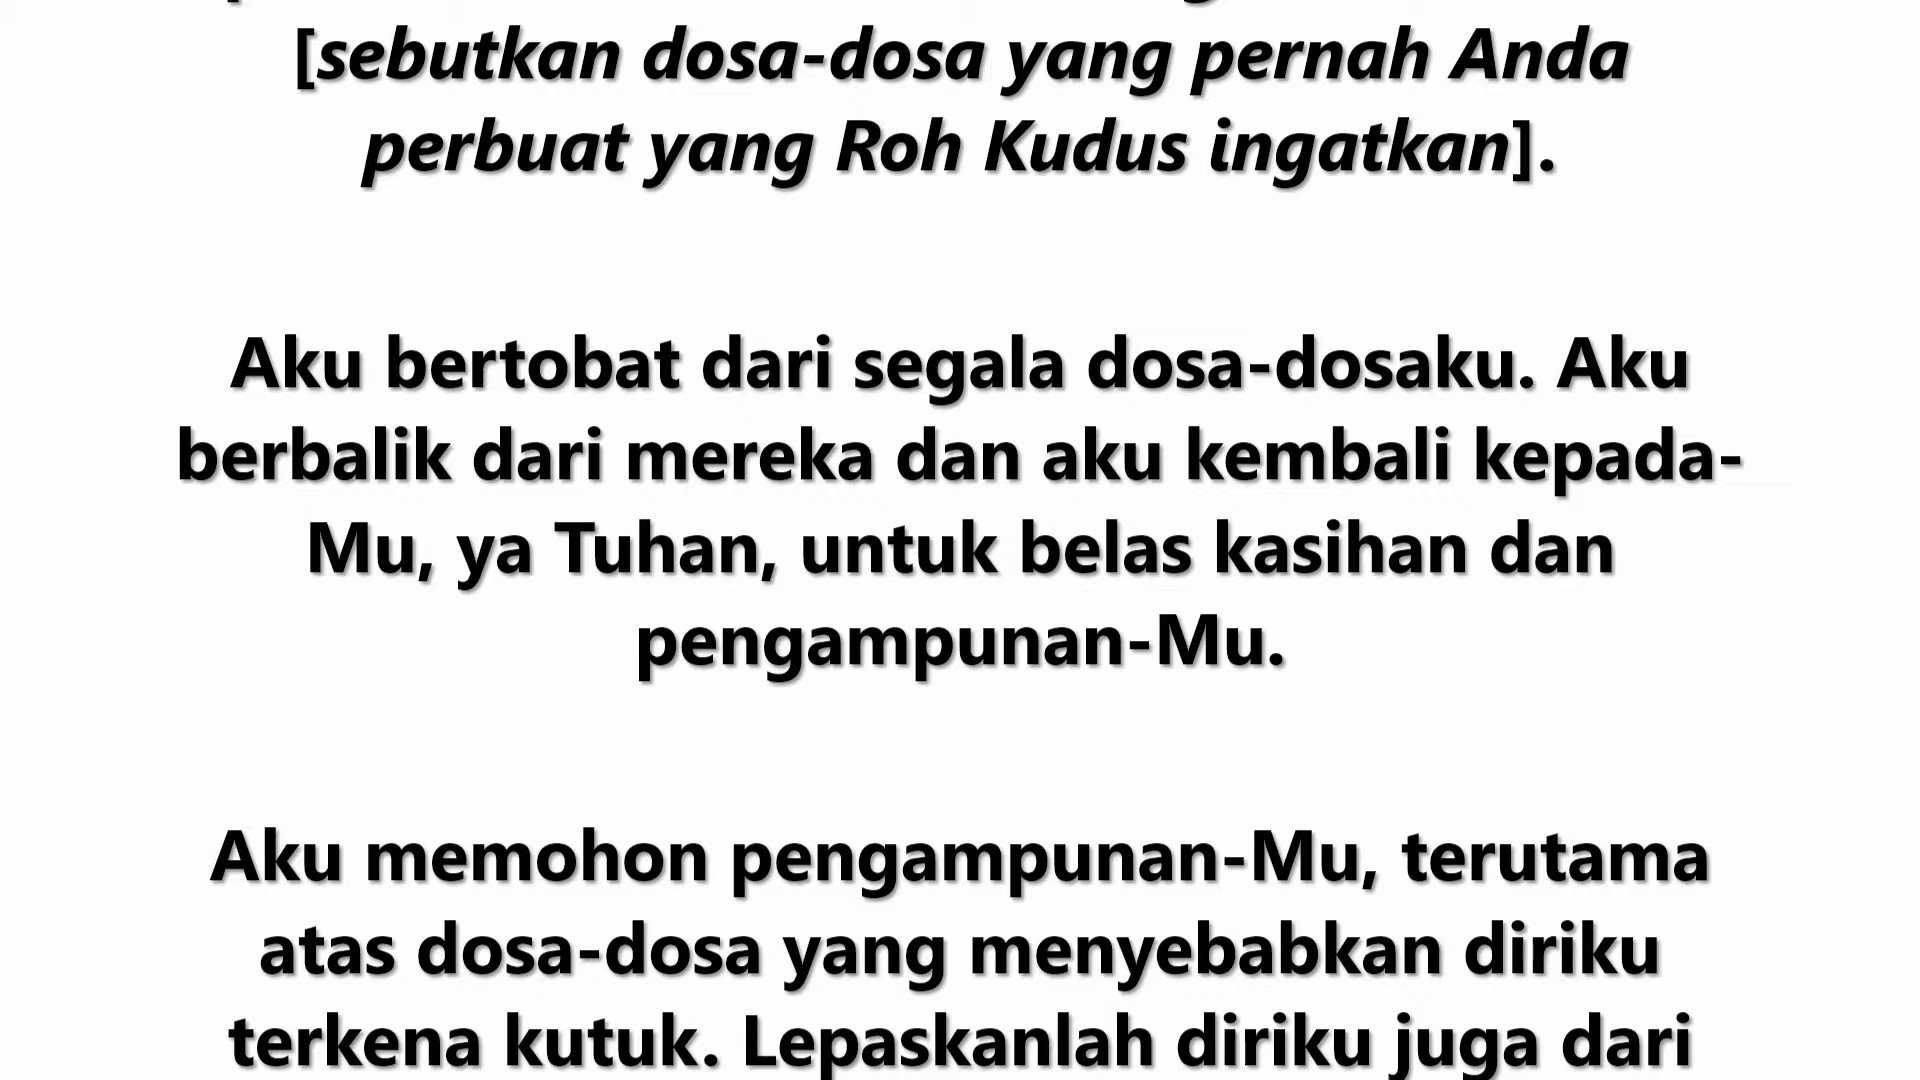 [sebutkan dosa-dosa yang pernah Anda
perbuat yang Roh Kudus ingatkan].
Aku bertobat dari segala dosa-dosaku. Aku
berbalik dari mereka dan aku kembali kepada-
Mu, ya Tuhan, untuk belas kasihan dan
pengampunan-Mu.
Aku memohon pengampunan-Mu, terutama
atas dosa-dosa yang menyebabkan diriku
terkena kutuk. Lepaskanlah diriku juga dari